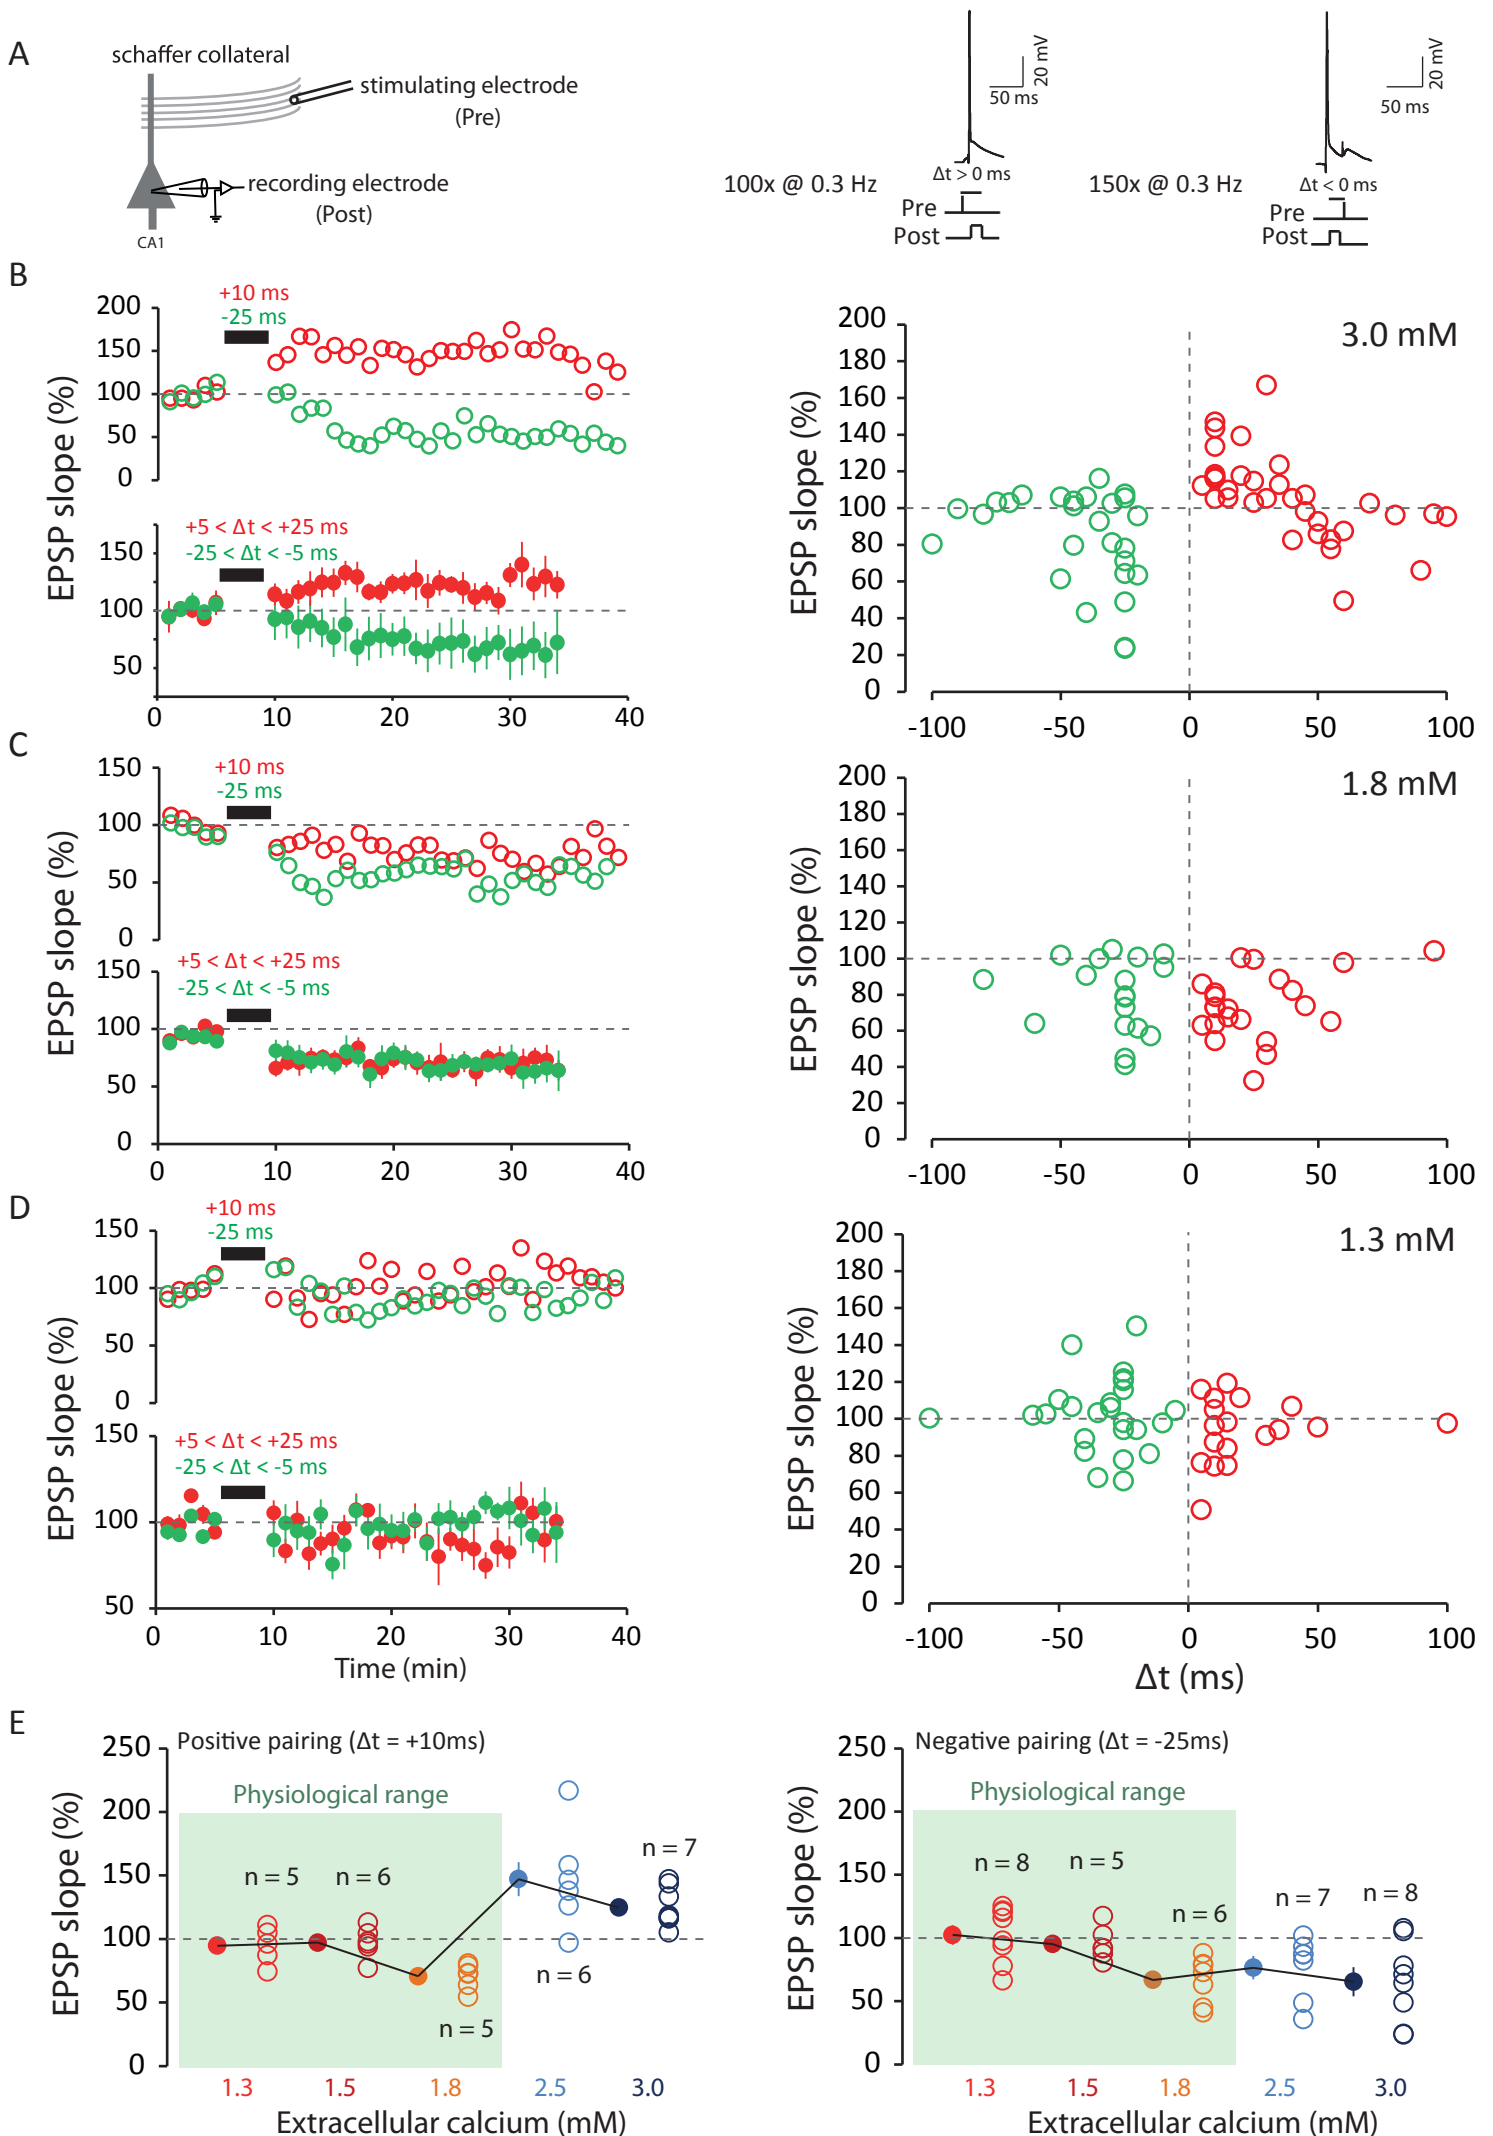 A
schaffer collateral
stimulating electrode
(Pre)
recording electrode
(Post)
CA1
100x @ 0.3 Hz
20 mV
50 ms
Δt > 0 ms
Pre
Post
150x @ 0.3 Hz
20 mV
50 ms
Δt < 0 ms
Pre
Post
B
EPSP slope (%)
200
150
100
50
0
+10 ms
-25 ms
150
100
50
+5 < Δt < +25 ms
-25 < Δt < -5 ms
0 10 20 30 40
EPSP slope (%)
200
180
160
140
120
100
80
60
40
20
0
3.0 mM
-100 -50 0 50 100
C
EPSP slope (%)
150
100
50
0
+10 ms
-25 ms
150
100
50
0
+5 < Δt < +25 ms
-25 < Δt < -5 ms
0 10 20 30 40
EPSP slope (%)
200
180
160
140
120
100
80
60
40
20
0
1.8 mM
-100 -50 0 50 100
D
EPSP slope (%)
150
100
50
0
+10 ms
-25 ms
150
100
50
+5 < Δt < +25 ms
-25 < Δt < -5 ms
0 10 20 30 40
Time (min)
EPSP slope (%)
200
180
160
140
120
100
80
60
40
20
0
1.3 mM
-100 -50 0 50 100
Δt (ms)
E
EPSP slope (%)
250
200
150
100
50
0
Positive pairing (Δt = +10ms)
Physiological range
n = 5
n = 6
n = 5
n = 6
n = 7
1.3 1.5 1.8 2.5 3.0
Extracellular calcium (mM)
EPSP slope (%)
250
200
150
100
50
0
Negative pairing (Δt = -25ms)
Physiological range
n = 8
n = 5
n = 6
n = 7
n = 8
1.3 1.5 1.8 2.5 3.0
Extracellular calcium (mM)